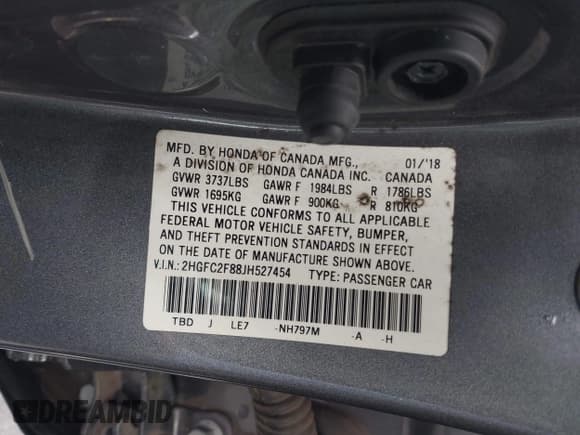 MFD. BY HONDA OF CANADA MFG., 01/'18
A DIVISION OF HONDA CANADA INC. CANADA
GVWR 3737LBS GAWR F 1984LBS R 1786LBS
GVWR 1695KG GAWR F 900KG R 810KG
THIS VEHICLE CONFORMS TO ALL APPLICABLE
FEDERAL MOTOR VEHICLE SAFETY, BUMPER,
AND THEFT PREVENTION STANDARDS IN EFFECT
ON THE DATE OF MANUFACTURE SHOWN ABOVE.
V.I.N.: 2HGFC2F88JH527454 TYPE: PASSENGER CAR
TBD J LE7 -NH797M -A -H
DREAMBID